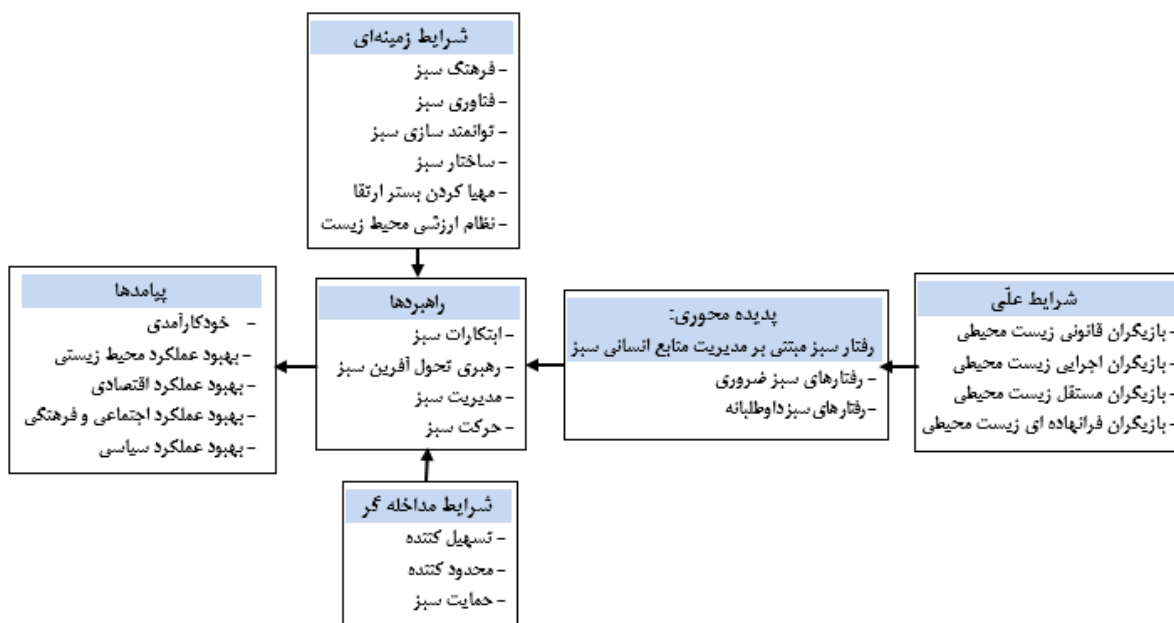 شرایط زمینه‌ای
- فرهنگ سبز
- فناوری سبز
- توانمند سازی سبز
- ساختار سبز
- مهیا کردن بستر ارتقا
- نظام ارزشی محیط زیست
شرایط علّی
- بازیگران قانونی زیست محیطی
- بازیگران اجرایی زیست محیطی
- بازیگران مستقل زیست محیطی
- بازیگران فرانهاده ای زیست محیطی
پدیده محوری:
رفتار سبز مبتنی بر مدیریت منابع انسانی سبز
- رفتارهای سبز ضروری
- رفتارهای سبز داوطلبانه
راهبردها
- ابتکارات سبز
- رهبری تحول آفرین سبز
- مدیریت سبز
- حرکت سبز
پیامدها
- خودکارآمدی
- بهبود عملکرد محیط زیستی
- بهبود عملکرد اقتصادی
- بهبود عملکرد اجتماعی و فرهنگی
- بهبود عملکرد سیاسی
شرایط مداخله گر
- تسهیل کننده
- محدود کننده
- حمایت سبز